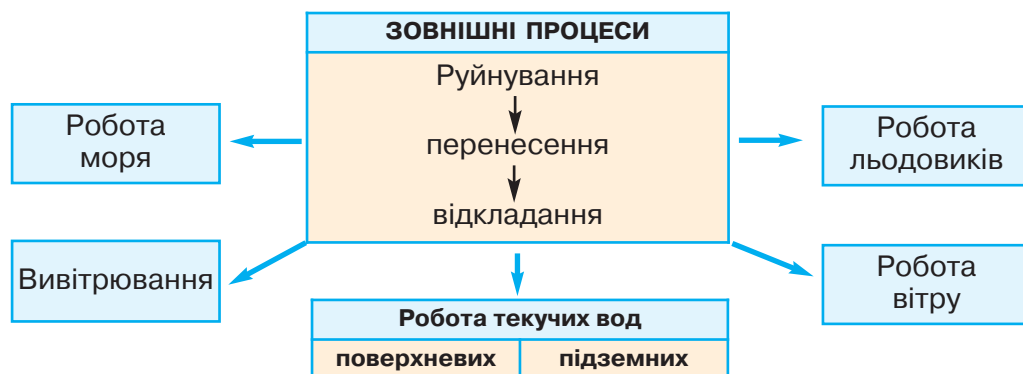 ЗОВНІШНІ ПРОЦЕСИ
Руйнування
перенесення
відкладання
Робота
моря
Робота
льодовиків
Вивітрювання
Робота
вітру
Робота текучих вод
поверхневих
підземних